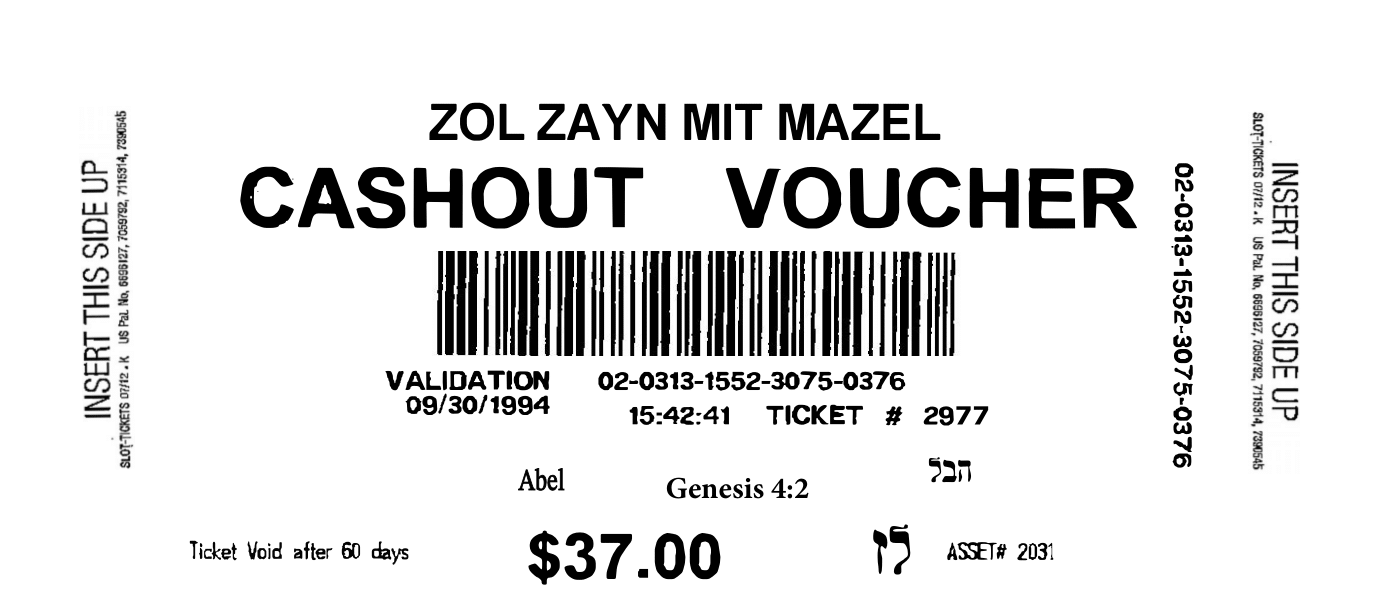 ZOL ZAYN MIT MAZEL
CASHOUT VOUCHER
INSERT THIS SIDE UP
SLOT-TICKETS 07/12 . K US Pat. No. 6696127, 7059792, 7115314, 7390545
02-0313-1552-3075-0376
SLOT-TICKETS 07/12 . K US Pat. No. 6696127, 7059792, 7115314, 7390545
INSERT THIS SIDE UP
VALIDATION 02-0313-1552-3075-0376
09/30/1994 15:42:41 TICKET # 2977
Abel Genesis 4:2 הבל
Ticket Void after 60 days $37.00 לז ASSET# 2031